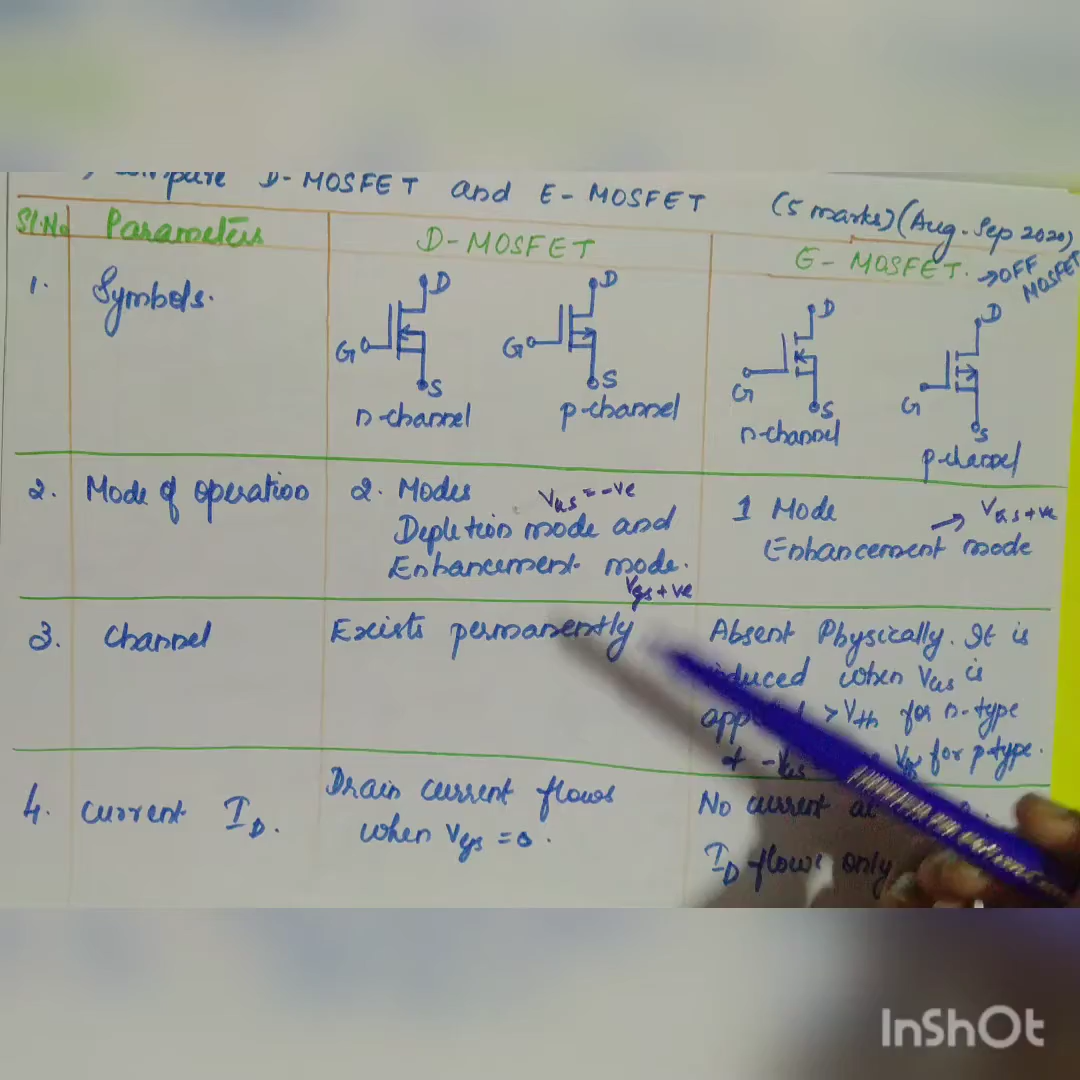 Compare D-MOSFET and E-MOSFET (5 marks) (Aug-Sep 2020)
Sl.No Parameters D-MOSFET E-MOSFET. → OFF MOSFET
1. Symbols.
D D D D
G G G G
S S S S
n-channel p-channel n-channel p-channel
2. Mode of operation
2. Modes VGS = -ve
Depletion mode and
Enhancement mode.
Vgs +ve
1 Mode → VGS +ve
Enhancement mode
3. Channel
Exists permanently
Absent Physically. It is
induced when VGS is
> Vth for n-type
for p-type.
4. Current ID.
Drain current flows
when Vgs = 0.
No current at
ID flows only
InShOt